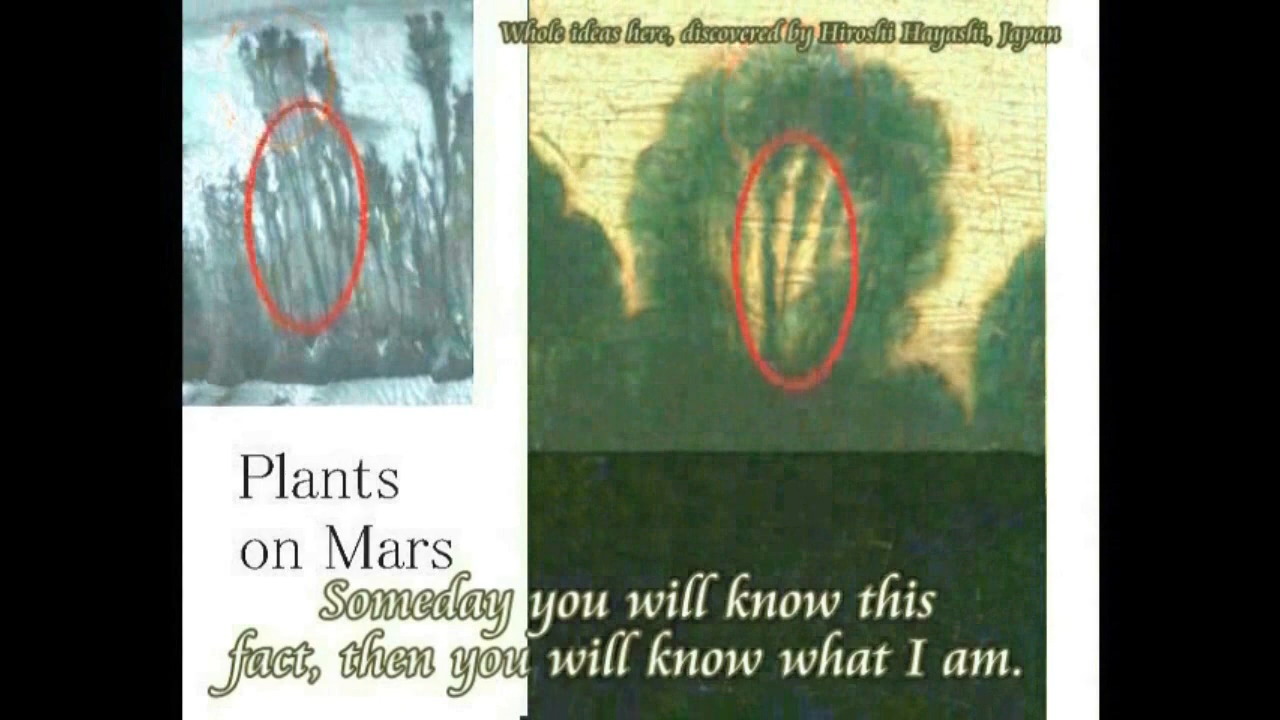 Whole ideas here, discovered by Hiroshi Hayashi, Japan
Plants
on Mars
Someday you will know this
fact, then you will know what I am.